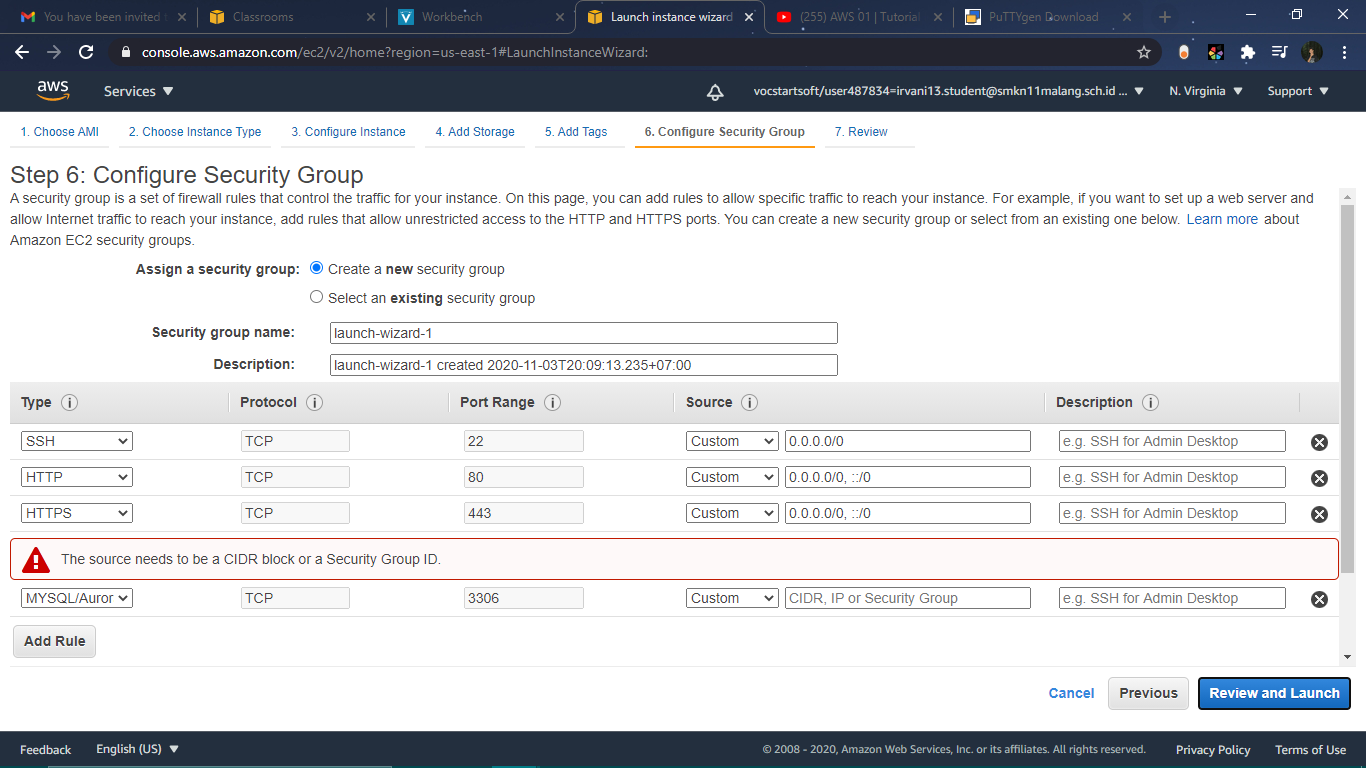 You have been invited
Classrooms
Workbench
Launch instance wizard
(255) AWS 01 | Tutorial
PuTTYgen Download
console.aws.amazon.com/ec2/v2/home?region=us-east-1#LaunchInstanceWizard:
aws
Services
vocstartsoft/user487834=irvani13.student@smkn11malang.sch.id ...
N. Virginia
Support
1. Choose AMI
2. Choose Instance Type
3. Configure Instance
4. Add Storage
5. Add Tags
6. Configure Security Group
7. Review
Step 6: Configure Security Group
A security group is a set of firewall rules that control the traffic for your instance. On this page, you can add rules to allow specific traffic to reach your instance. For example, if you want to set up a web server and
allow Internet traffic to reach your instance, add rules that allow unrestricted access to the HTTP and HTTPS ports. You can create a new security group or select from an existing one below. Learn more about
Amazon EC2 security groups.
Assign a security group: Create a new security group
Select an existing security group
Security group name: launch-wizard-1
Description: launch-wizard-1 created 2020-11-03T20:09:13.235+07:00
Type i Protocol i Port Range i Source i Description i
SSH TCP 22 Custom 0.0.0.0/0 e.g. SSH for Admin Desktop
HTTP TCP 80 Custom 0.0.0.0/0, ::/0 e.g. SSH for Admin Desktop
HTTPS TCP 443 Custom 0.0.0.0/0, ::/0 e.g. SSH for Admin Desktop
The source needs to be a CIDR block or a Security Group ID.
MYSQL/Auror TCP 3306 Custom CIDR, IP or Security Group e.g. SSH for Admin Desktop
Add Rule
Cancel Previous Review and Launch
Feedback English (US) © 2008 - 2020, Amazon Web Services, Inc. or its affiliates. All rights reserved. Privacy Policy Terms of Use